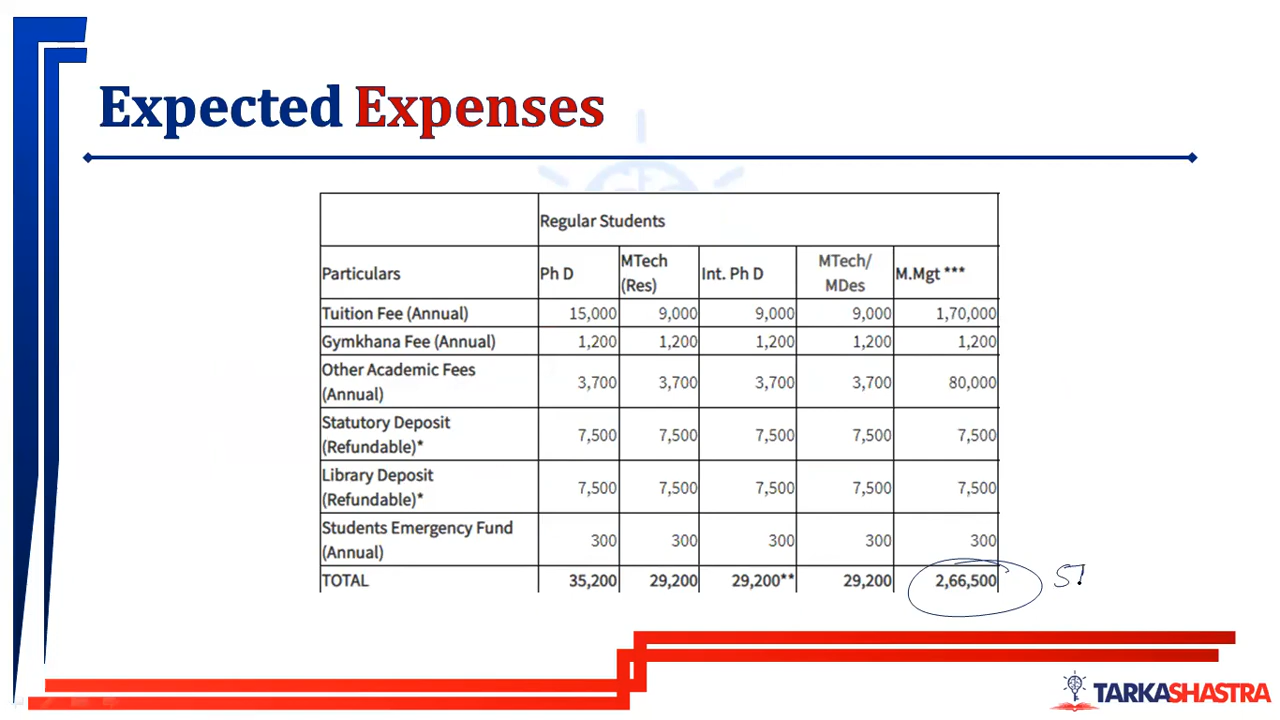 Expected Expenses
Regular Students
Particulars Ph D MTech (Res) Int. Ph D MTech/ MDes M.Mgt ***
Tuition Fee (Annual) 15,000 9,000 9,000 9,000 1,70,000
Gymkhana Fee (Annual) 1,200 1,200 1,200 1,200 1,200
Other Academic Fees (Annual) 3,700 3,700 3,700 3,700 80,000
Statutory Deposit (Refundable)* 7,500 7,500 7,500 7,500 7,500
Library Deposit (Refundable)* 7,500 7,500 7,500 7,500 7,500
Students Emergency Fund (Annual) 300 300 300 300 300
TOTAL 35,200 29,200 29,200** 29,200 2,66,500
TARKASHASTRA